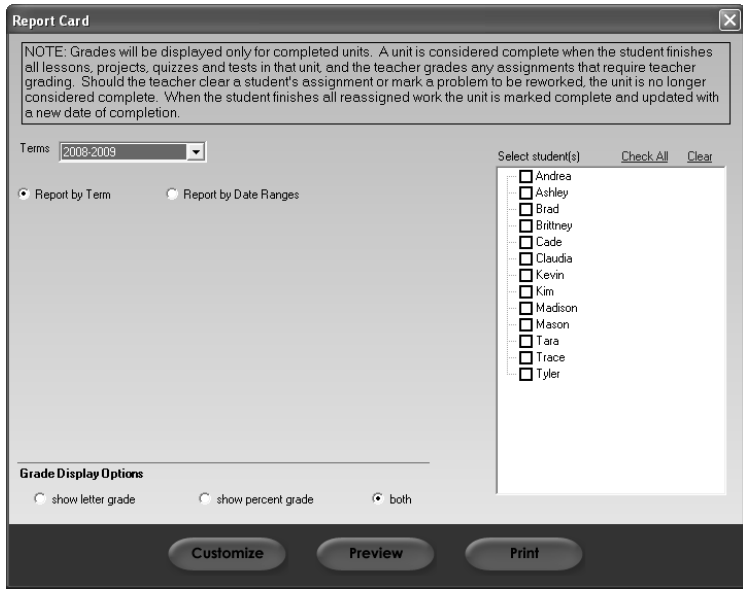 Report Card
NOTE: Grades will be displayed only for completed units. A unit is considered complete when the student finishes
all lessons, projects, quizzes and tests in that unit, and the teacher grades any assignments that require teacher
grading. Should the teacher clear a student's assignment or mark a problem to be reworked, the unit is no longer
considered complete. When the student finishes all reassigned work the unit is marked complete and updated with
a new date of completion.
Terms 2008-2009
Report by Term Report by Date Ranges
Select student(s) Check All Clear
Andrea
Ashley
Brad
Brittney
Cade
Claudia
Kevin
Kim
Madison
Mason
Tara
Trace
Tyler
Grade Display Options
show letter grade show percent grade both
Customize Preview Print